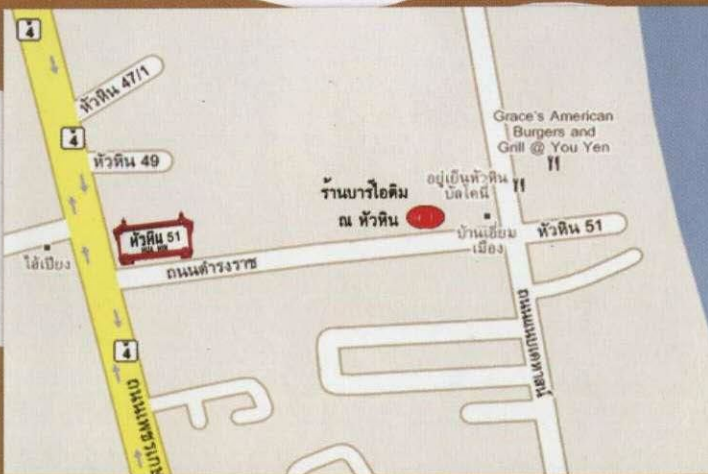 4
หัวหิน 47/1
4
หัวหิน 49
Grace's American
Burgers and
Grill @ You Yen
ร้านบาร์ไอติม
ณ หัวหิน
อยู่เย็นหัวหิน
บัลโคนี่
หัวหิน 51
ไฮ้เปียง
ถนนดำรงราช
บ้านเอี่ยม
เมือง
หัวหิน 51
4
ถนนแนบเคหาสน์
ถนนเพชรเกษ